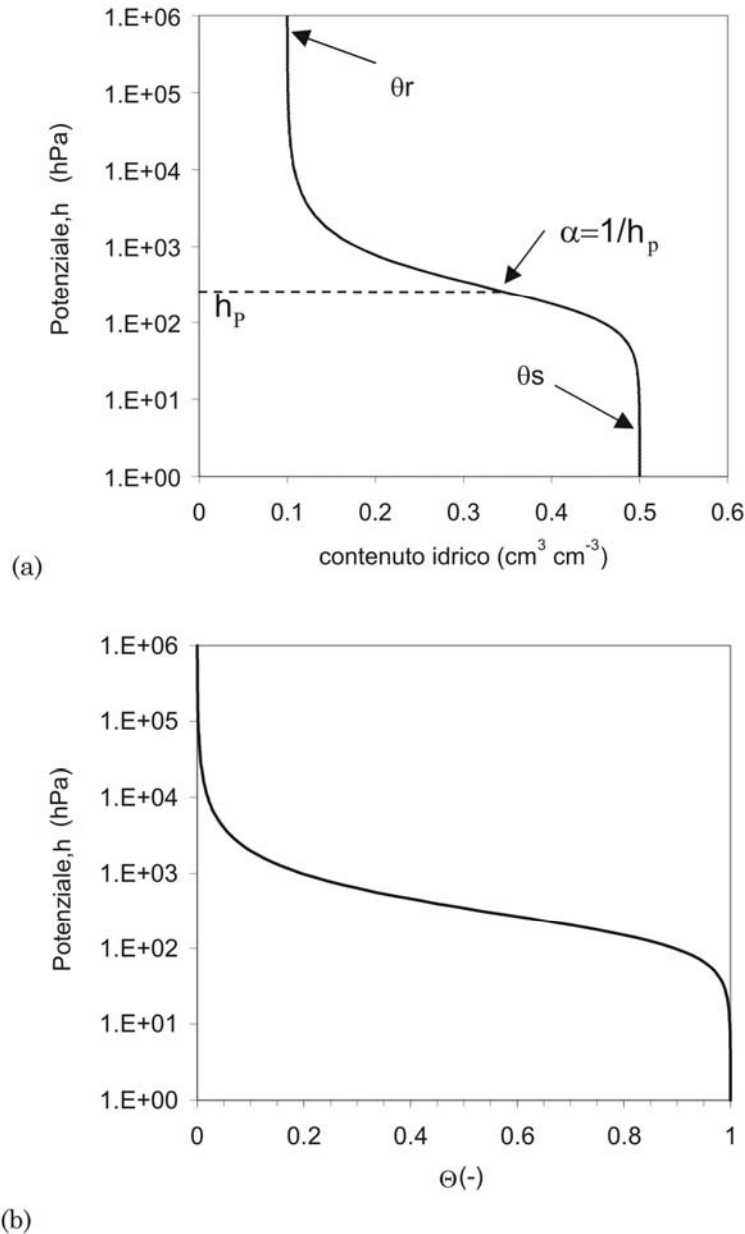 1.E+06
1.E+05
1.E+04
1.E+03
1.E+02
1.E+01
1.E+00
Potenziale,h (hPa)
θr
α=1/hp
hP
θs
0 0.1 0.2 0.3 0.4 0.5 0.6
contenuto idrico (cm³ cm⁻³)
(a)
1.E+06
1.E+05
1.E+04
1.E+03
1.E+02
1.E+01
1.E+00
Potenziale,h (hPa)
0 0.2 0.4 0.6 0.8 1
Θ(-)
(b)